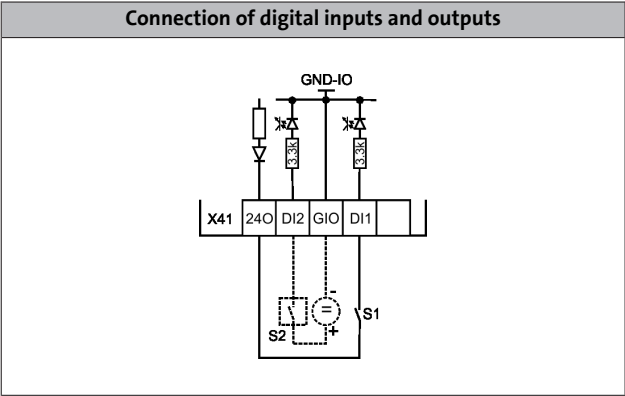 Connection of digital inputs and outputs
GND-IO
3.3k 3.3k
X41 24O DI2 GIO DI1
-
=
S1
S2 +